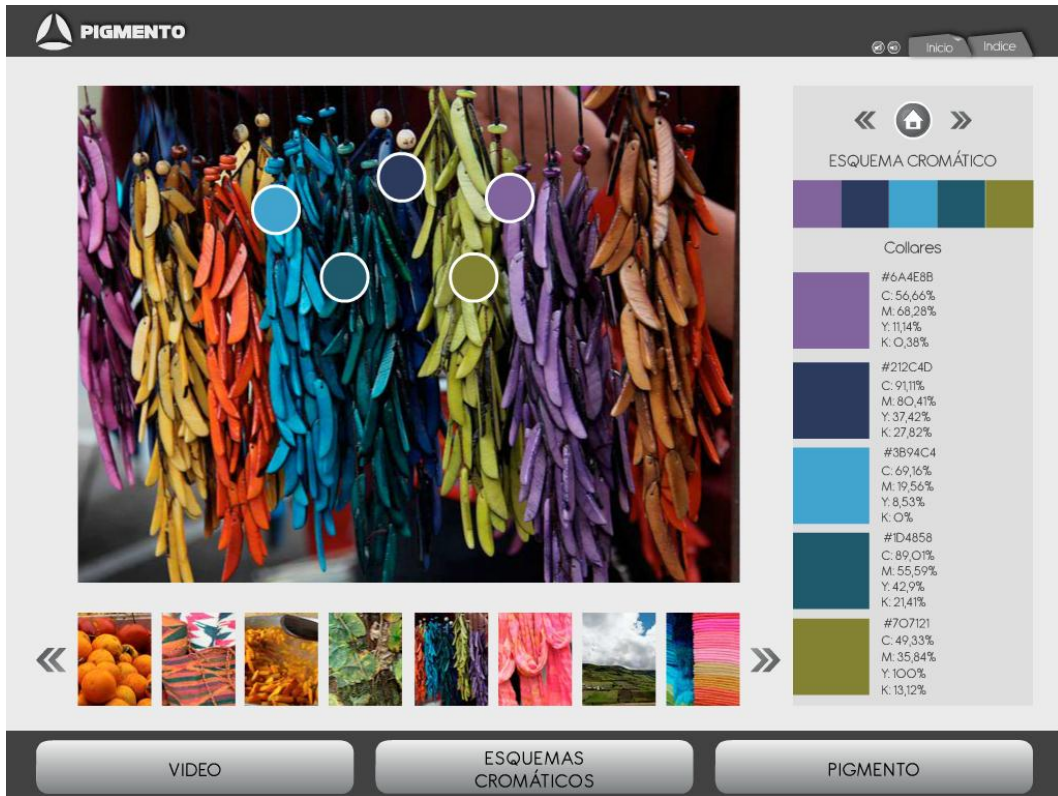 PIGMENTO
Inicio
Indice
ESQUEMA CROMÁTICO
Collares
#6A4E8B
C: 56,66%
M: 68,28%
Y: 11,14%
K: 0,38%
#212C4D
C: 91,11%
M: 80,41%
Y: 37,42%
K: 27,82%
#3B94C4
C: 69,16%
M: 19,56%
Y: 8,53%
K: 0%
#1D4858
C: 89,01%
M: 55,59%
Y: 42,9%
K: 21,41%
#707121
C: 49,33%
M: 35,84%
Y: 100%
K: 13,12%
VIDEO
ESQUEMAS
CROMÁTICOS
PIGMENTO